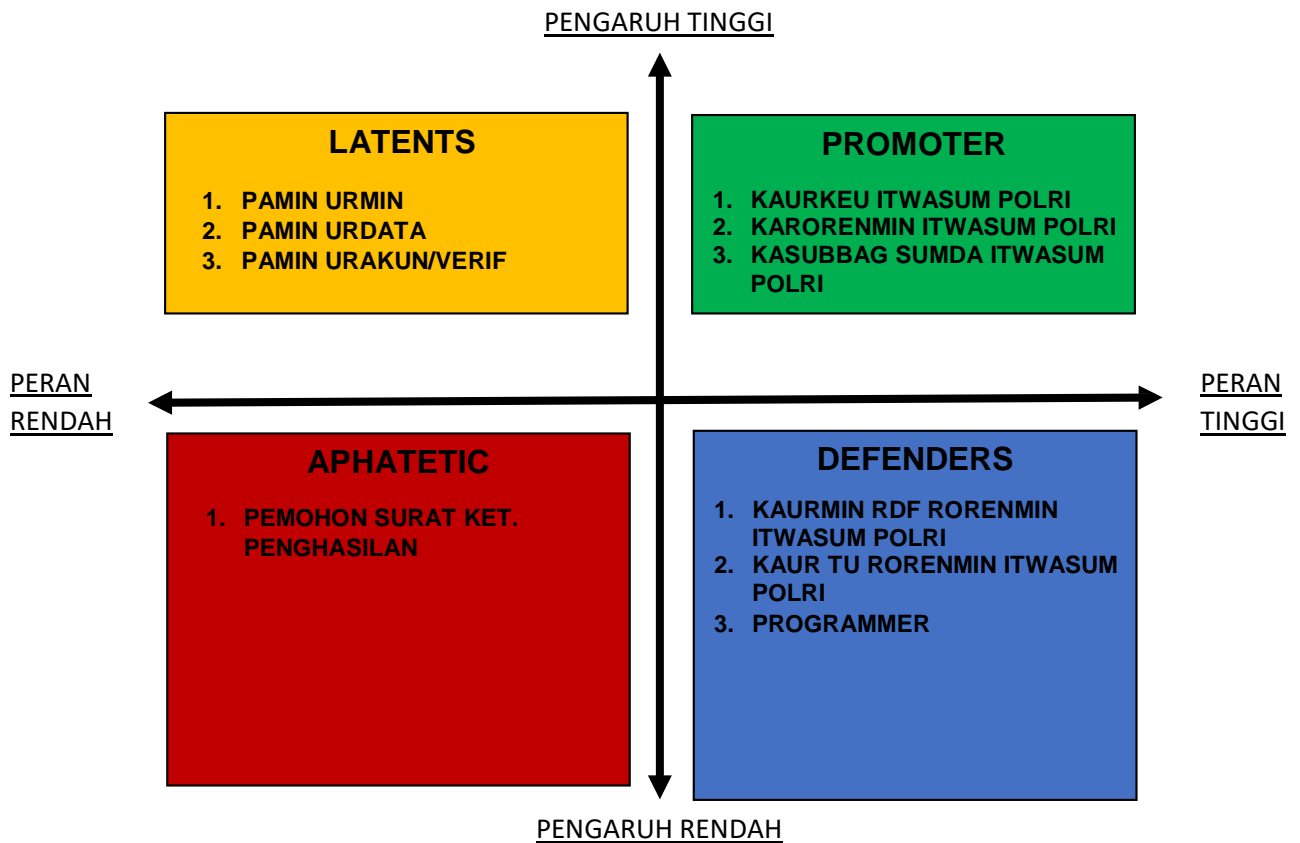 PENGARUH TINGGI
LATENTS
1. PAMIN URMIN
2. PAMIN URDATA
3. PAMIN URAKUN/VERIF
PROMOTER
1. KAURKEU ITWASUM POLRI
2. KARORENMIN ITWASUM POLRI
3. KASUBBAG SUMDA ITWASUM
POLRI
PERAN
RENDAH
PERAN
TINGGI
APHATETIC
1. PEMOHON SURAT KET.
PENGHASILAN
DEFENDERS
1. KAURMIN RDF RORENMIN
ITWASUM POLRI
2. KAUR TU RORENMIN ITWASUM
POLRI
3. PROGRAMMER
PENGARUH RENDAH